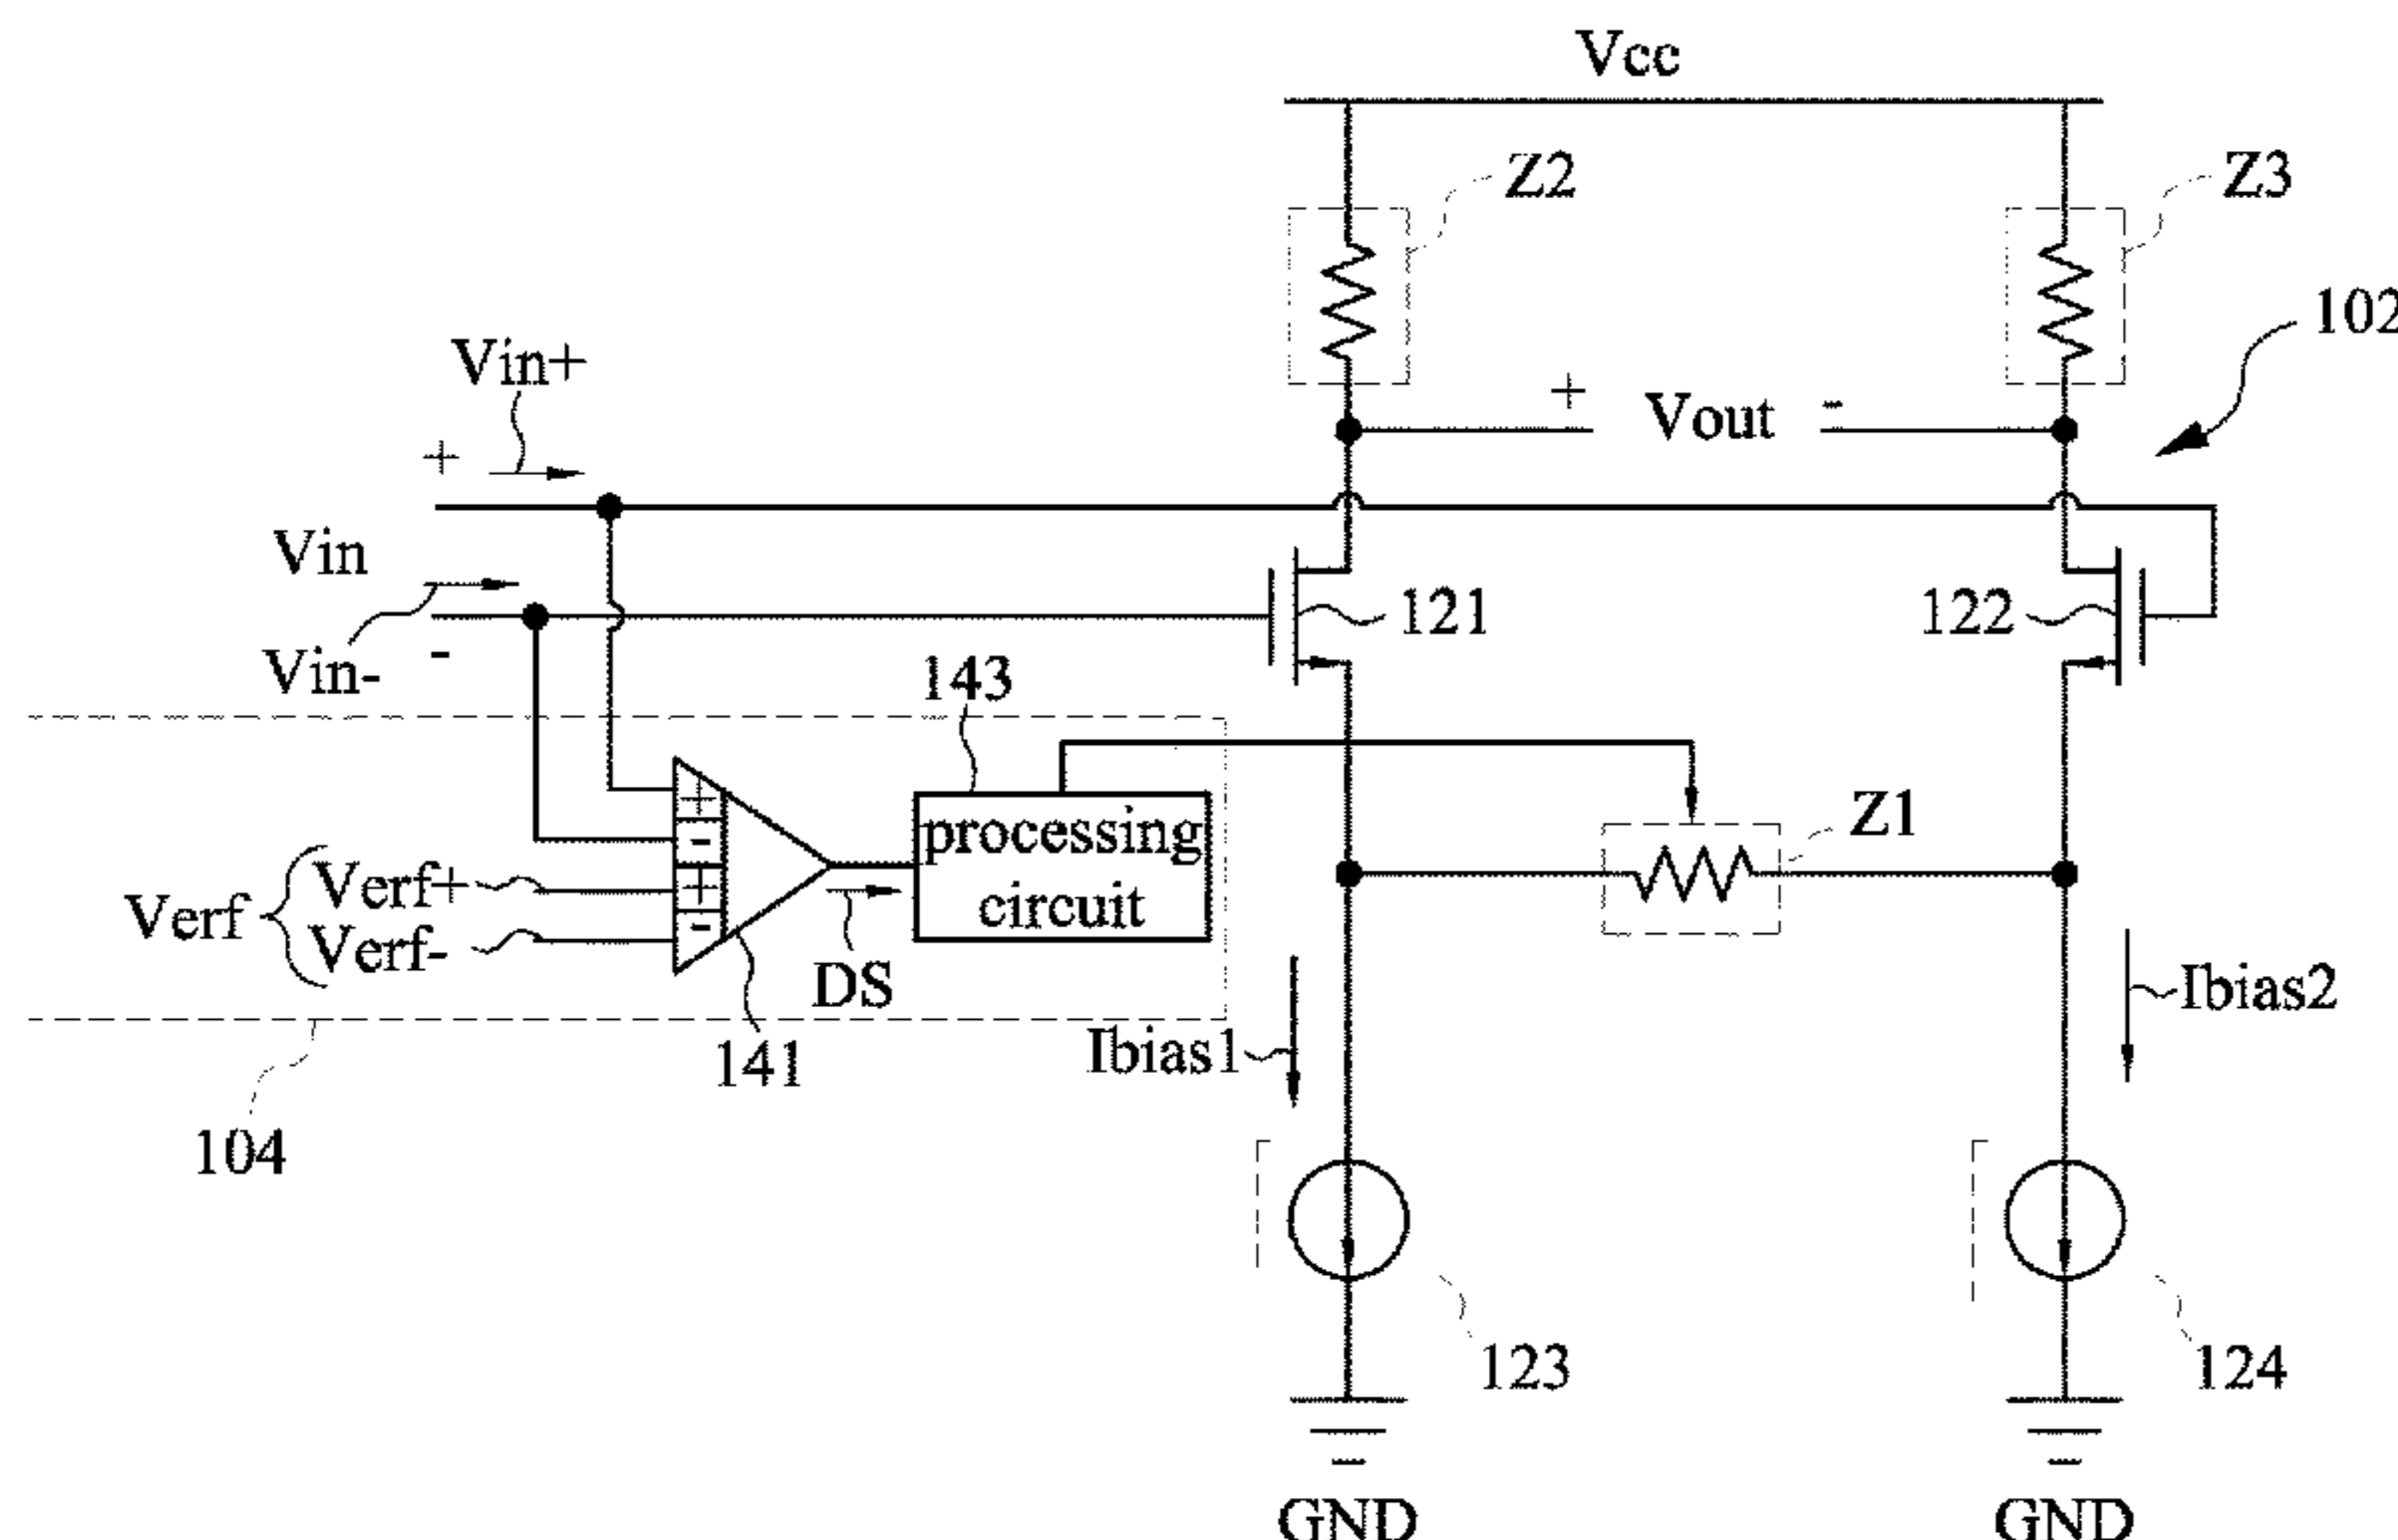 Vcc
Z2
Z3
102
Vin+
+
+ Vout -
Vin
121
122
Vin-
-
143
+
-
+
-
processing
circuit
Z1
Verf
Verf+
Verf-
DS
141
Ibias1
Ibias2
104
123
124
GND
GND